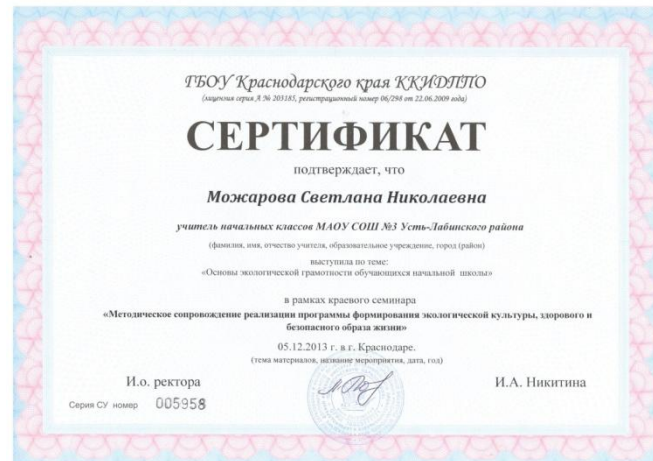 ГБОУ Краснодарского края ККИДППО
(лицензия серия А № 203185, регистрационный номер 06/298 от 22.06.2009 года)
СЕРТИФИКАТ
подтверждает, что
Можарова Светлана Николаевна
учитель начальных классов МАОУ СОШ №3 Усть-Лабинского района
(фамилия, имя, отчество учителя, образовательное учреждение, город (район)
выступила по теме:
«Основы экологической грамотности обучающихся начальной школы»
в рамках краевого семинара
«Методическое сопровождение реализации программы формирования экологической культуры, здорового и
безопасного образа жизни»
05.12.2013 г. в г. Краснодаре.
(тема материалов, название мероприятия, дата, год)
И.о. ректора И.А. Никитина
Серия СУ номер 005958